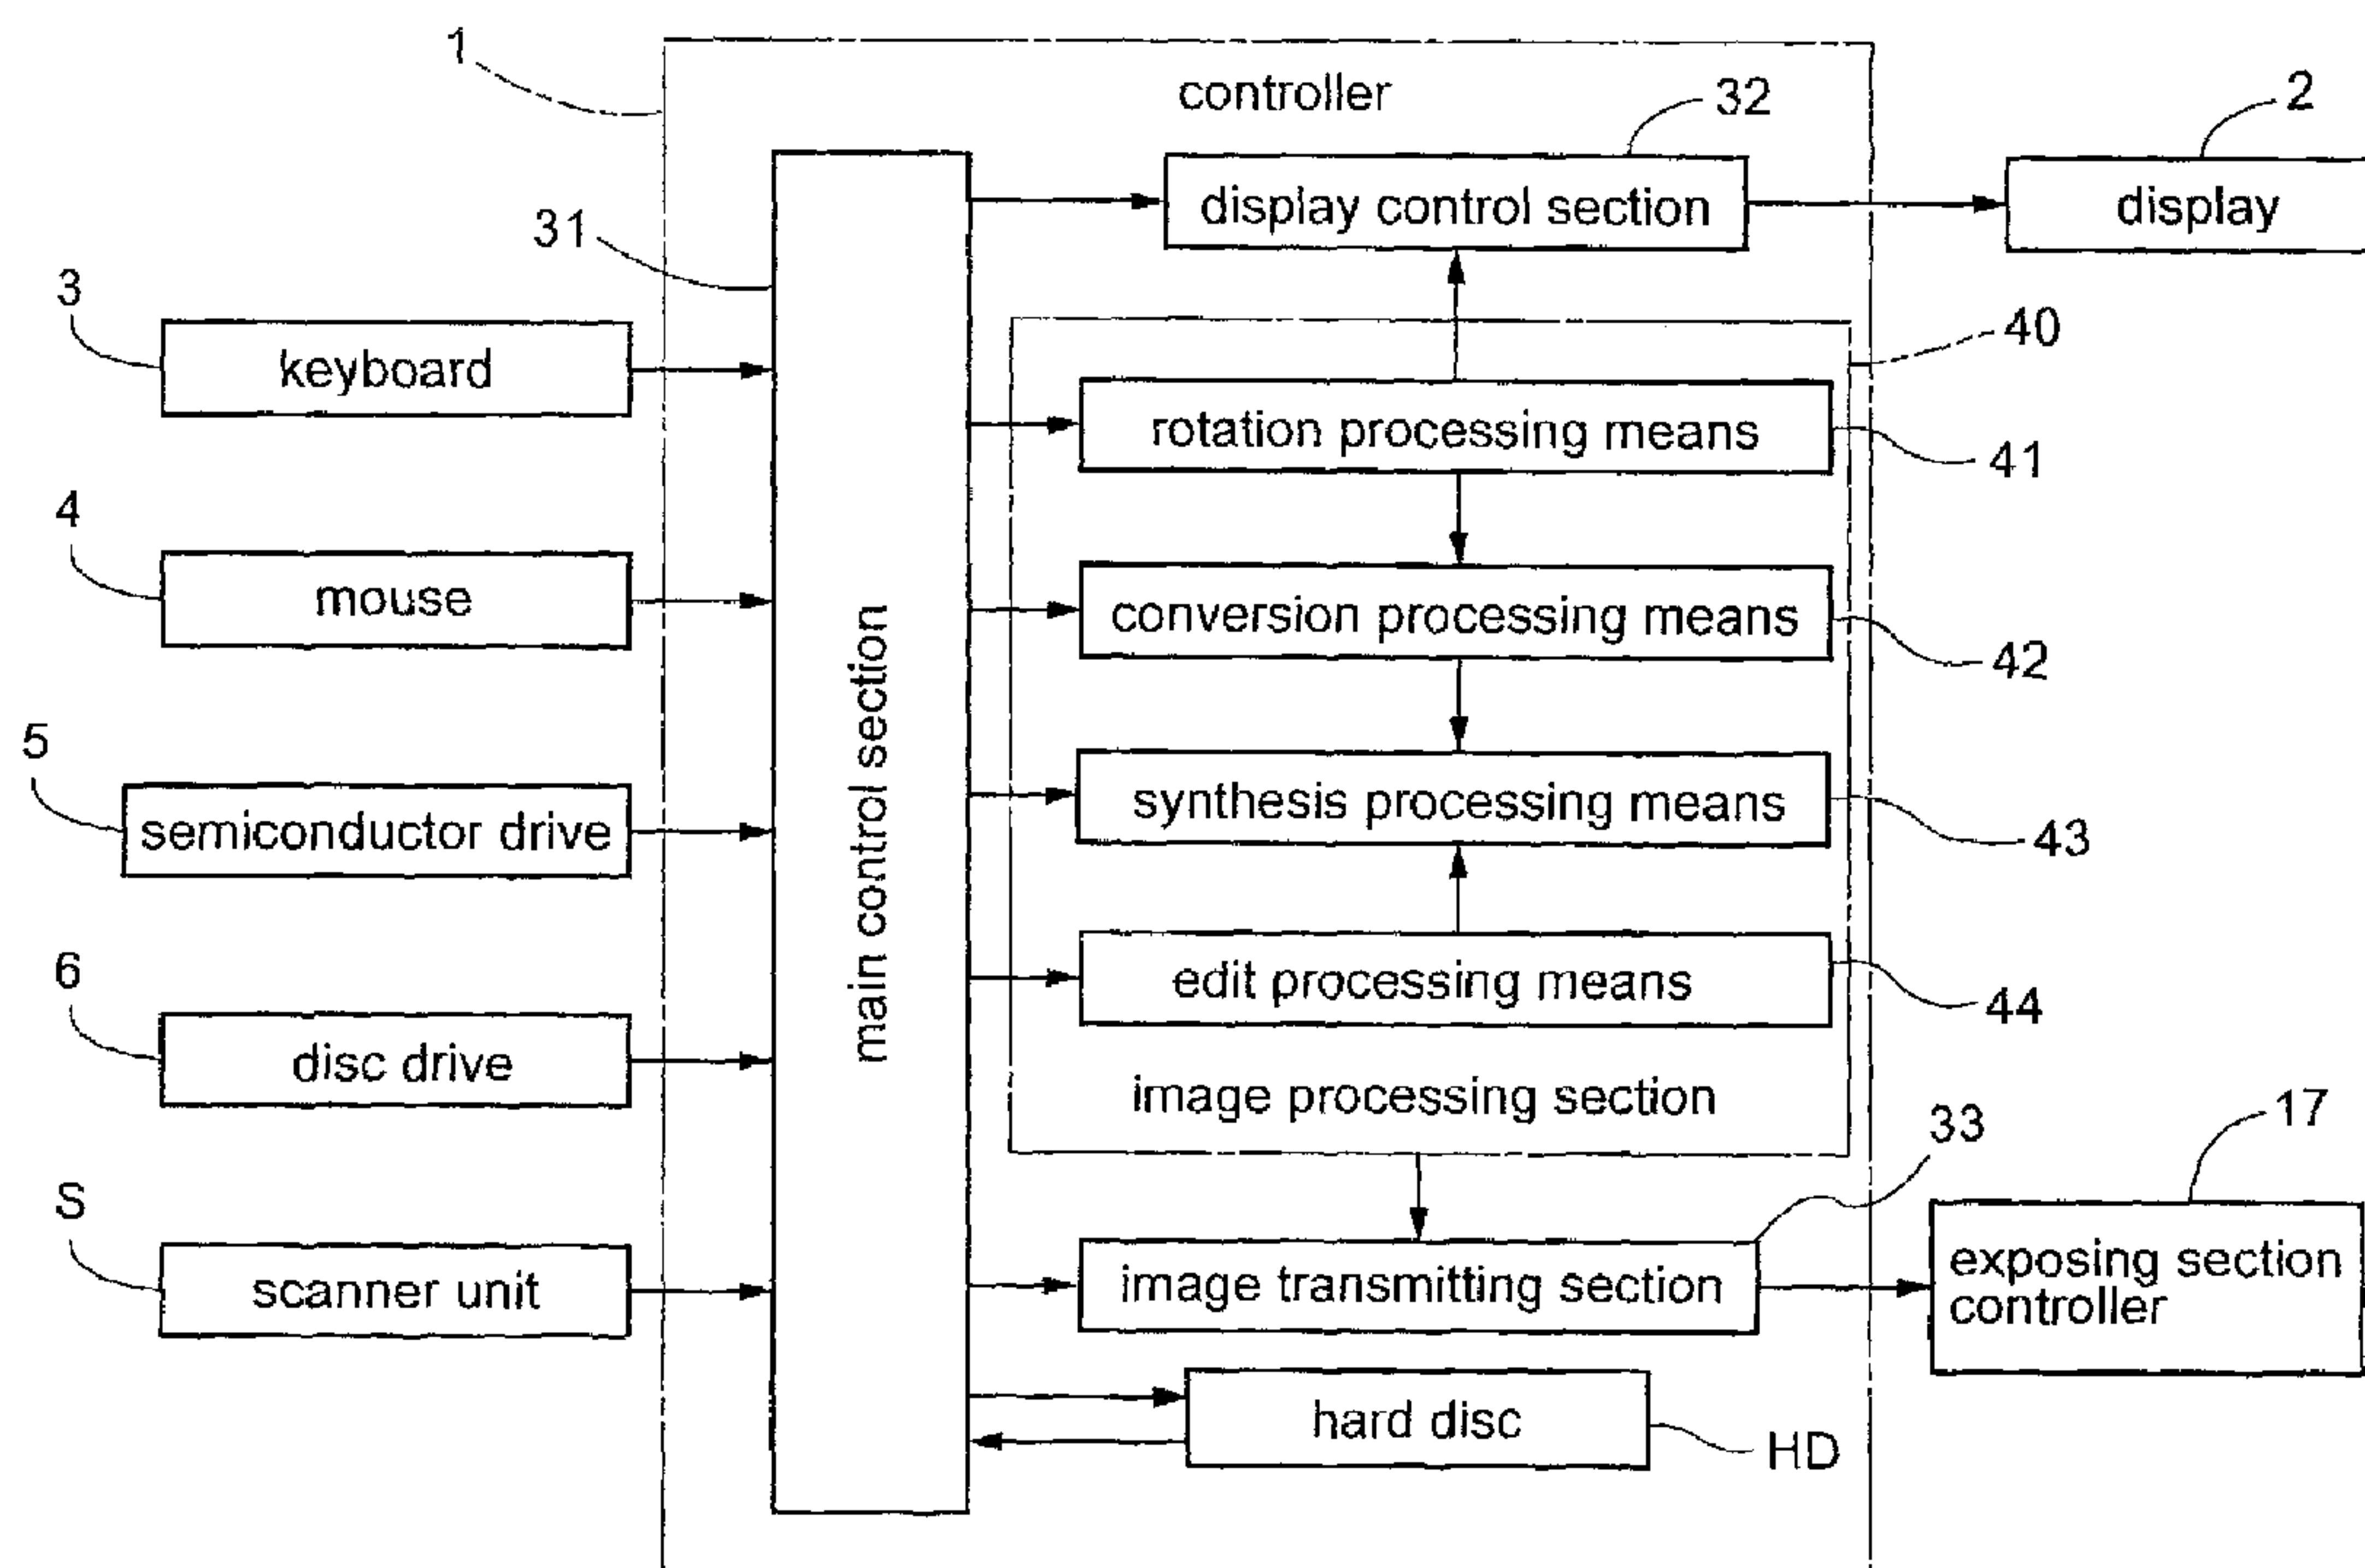 1
controller
32
2
display control section
display
31
3
keyboard
40
rotation processing means
41
4
mouse
conversion processing means
42
main control section
5
semiconductor drive
synthesis processing means
43
6
disc drive
edit processing means
44
image processing section
33
17
S
scanner unit
image transmitting section
exposing section
controller
hard disc
HD